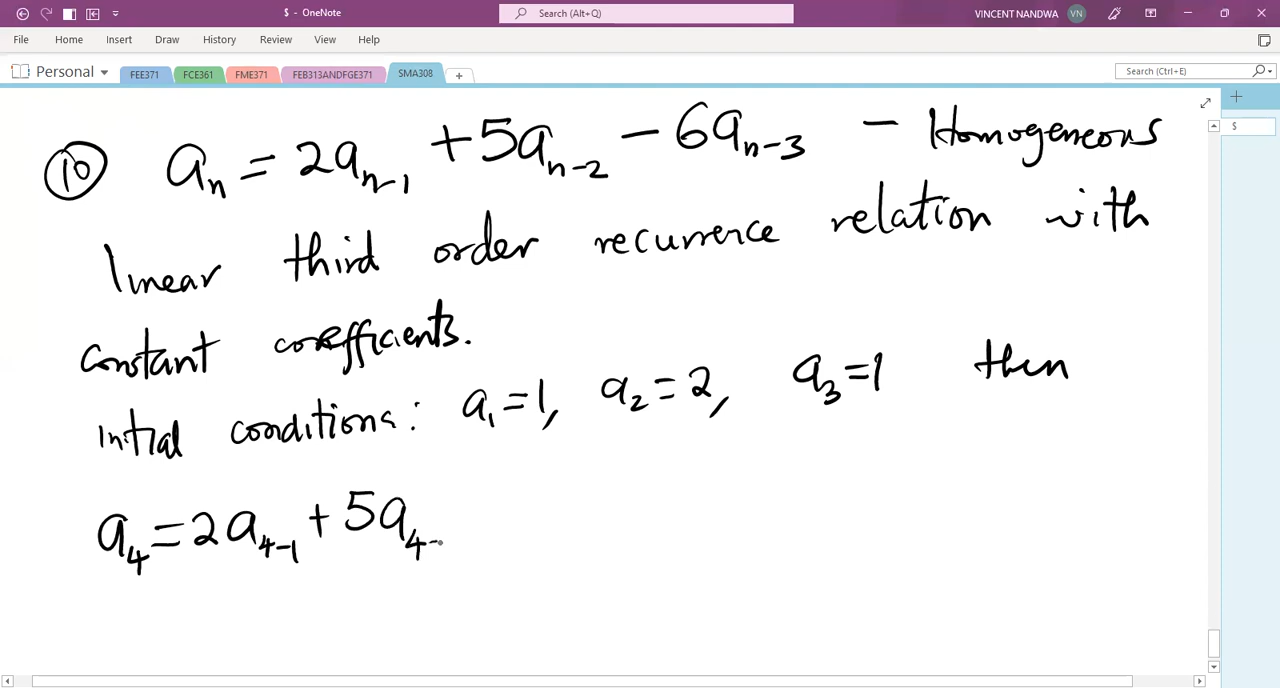 $ - OneNote
Search (Alt+Q)
VINCENT NANDWA
VN
File Home Insert Draw History Review View Help
Personal
FEE371 FCE361 FME371 FEB313ANDFGE371 SMA308
Search (Ctrl+E)
$
(10) aₙ = 2aₙ₋₁ + 5aₙ₋₂ − 6aₙ₋₃ − Homogeneous
linear third order recurrence relation with
constant coefficients.
Initial conditions: a₁=1, a₂=2, a₃=1 then
a₄ = 2a₄₋₁ + 5a₄₋